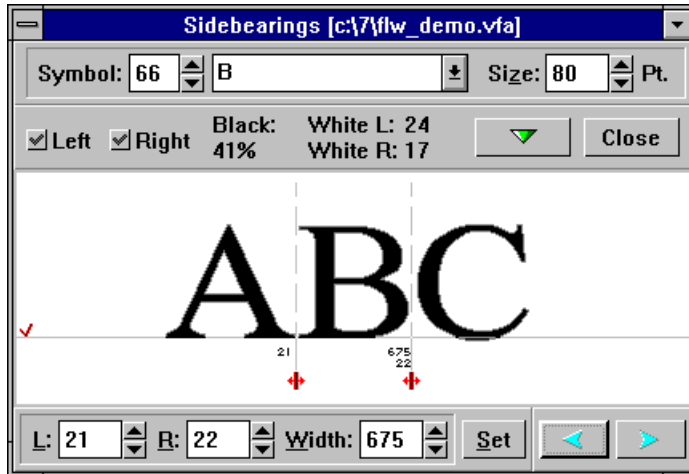 Sidebearings [c:\7\flw_demo.vfa]
Symbol: 66 B Size: 80 Pt.
Left Right Black: 41% White L: 24 White R: 17 Close
ABC
21 675
22
L: 21 R: 22 Width: 675 Set